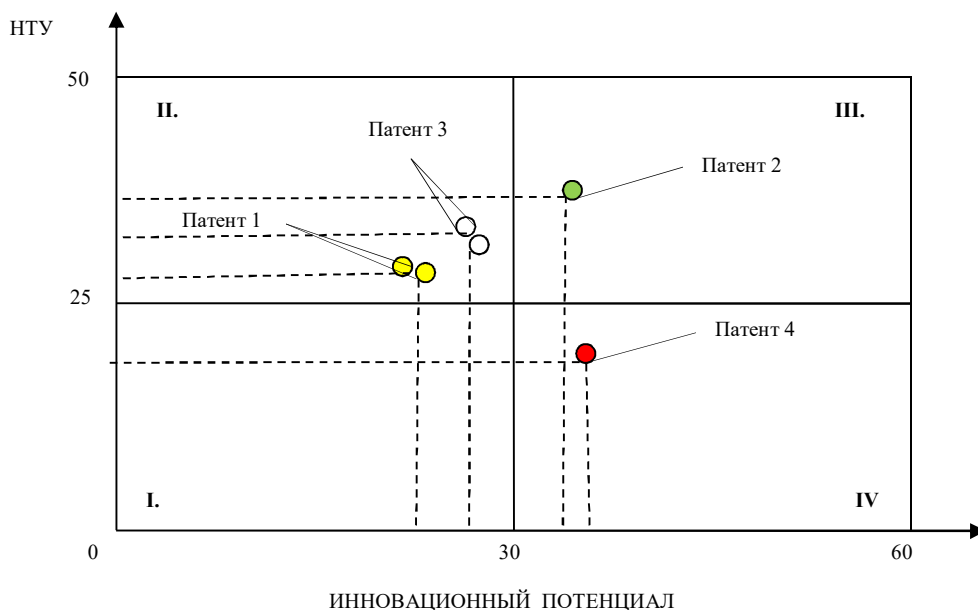 НТУ
50
II.
III.
Патент 3
Патент 2
Патент 1
25
Патент 4
I.
IV
0
30
60
ИННОВАЦИОННЫЙ ПОТЕНЦИАЛ